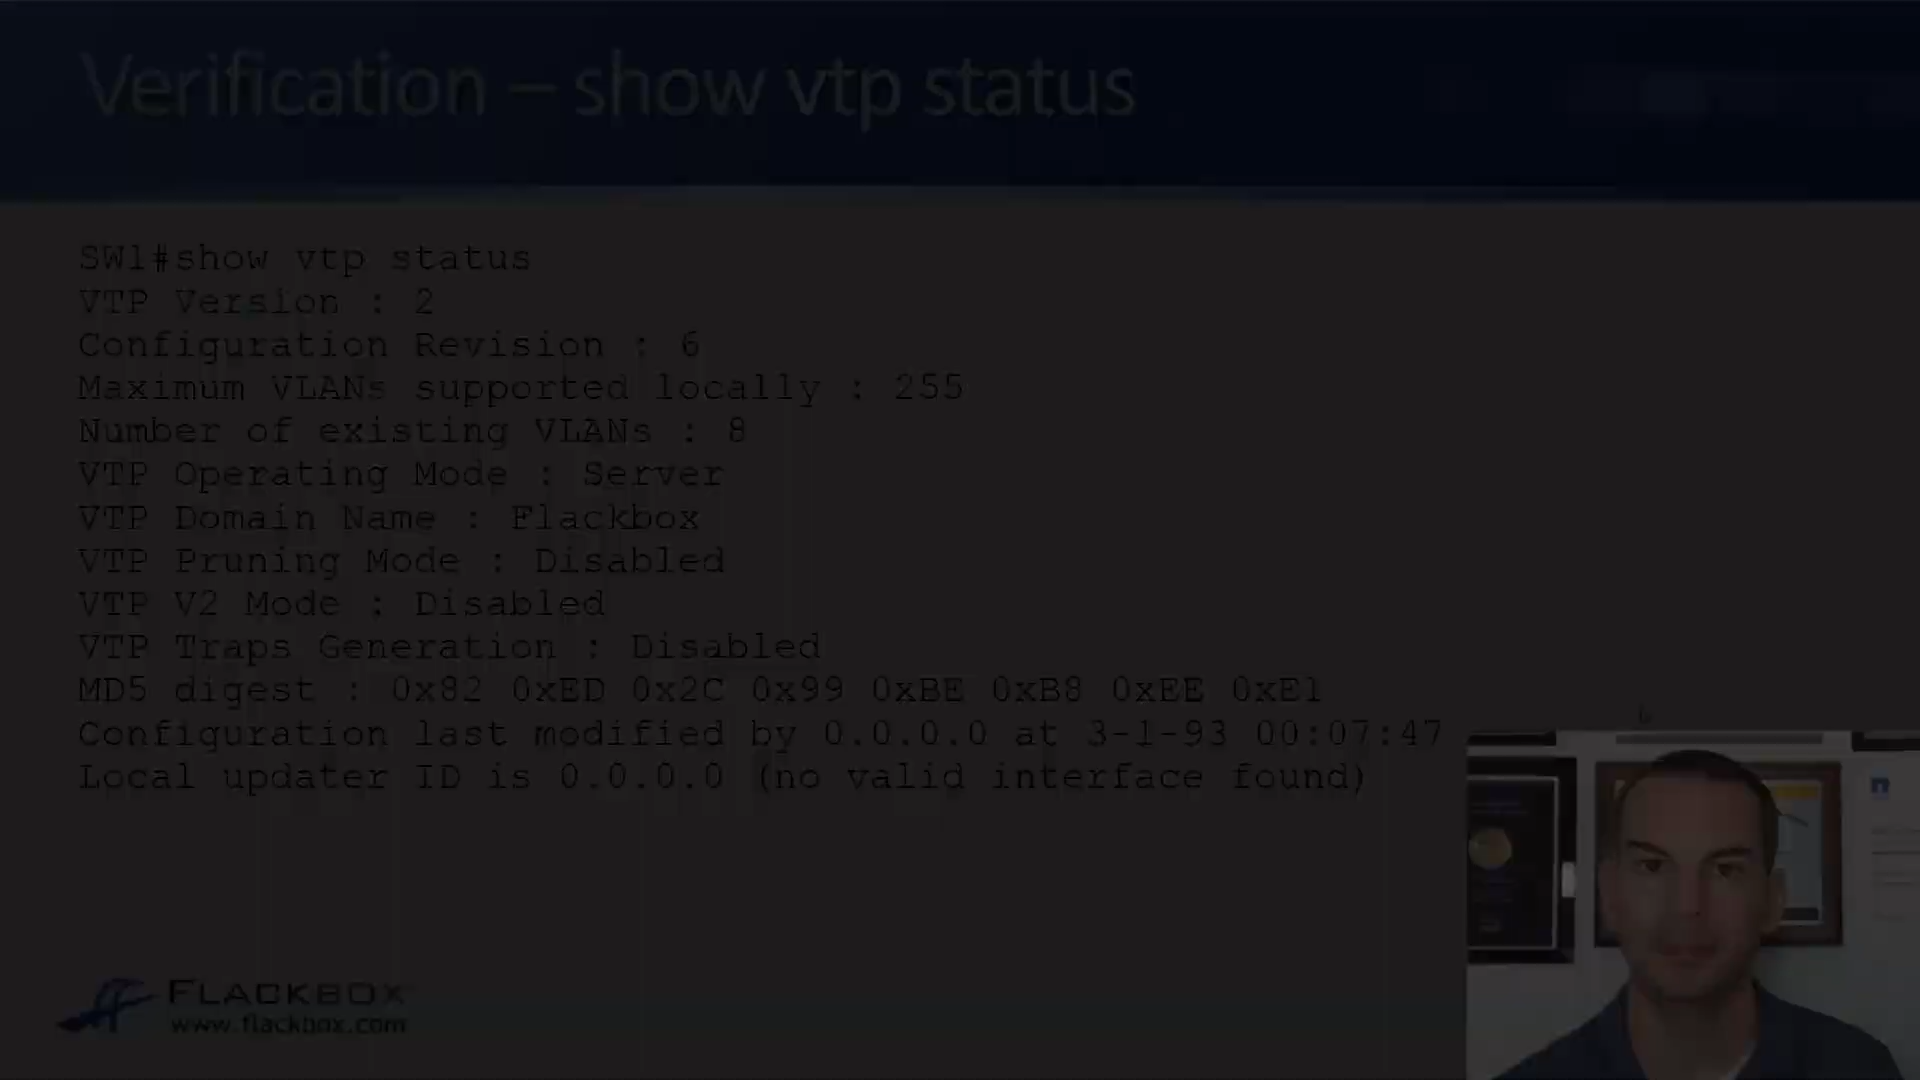 Verification – show vtp status
SW1#show vtp status
VTP Version : 2
Configuration Revision : 6
Maximum VLANs supported locally : 255
Number of existing VLANs : 8
VTP Operating Mode : Server
VTP Domain Name : Flackbox
VTP Pruning Mode : Disabled
VTP V2 Mode : Disabled
VTP Traps Generation : Disabled
MD5 digest : 0x82 0xED 0x2C 0x99 0xBE 0xB8 0xEE 0xE1
Configuration last modified by 0.0.0.0 at 3-1-93 00:07:47
Local updater ID is 0.0.0.0 (no valid interface found)
FLACKBOX
www.flackbox.com